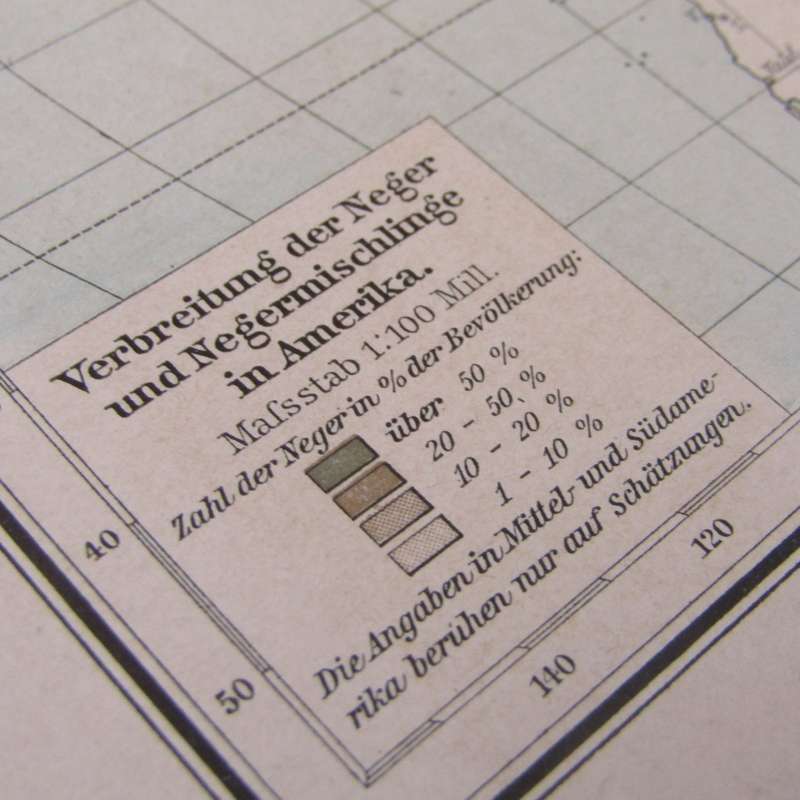 Verbreitung der Neger
und Negermischlinge
in Amerika.
Mafsstab 1:100 Mill.
Zahl der Neger in % der Bevölkerung:
über 50 %
20 - 50 %
10 - 20 %
1 - 10 %
Die Angaben in Mittel- und Südame-
rika beruhen nur auf Schätzungen.
40
50
140
120